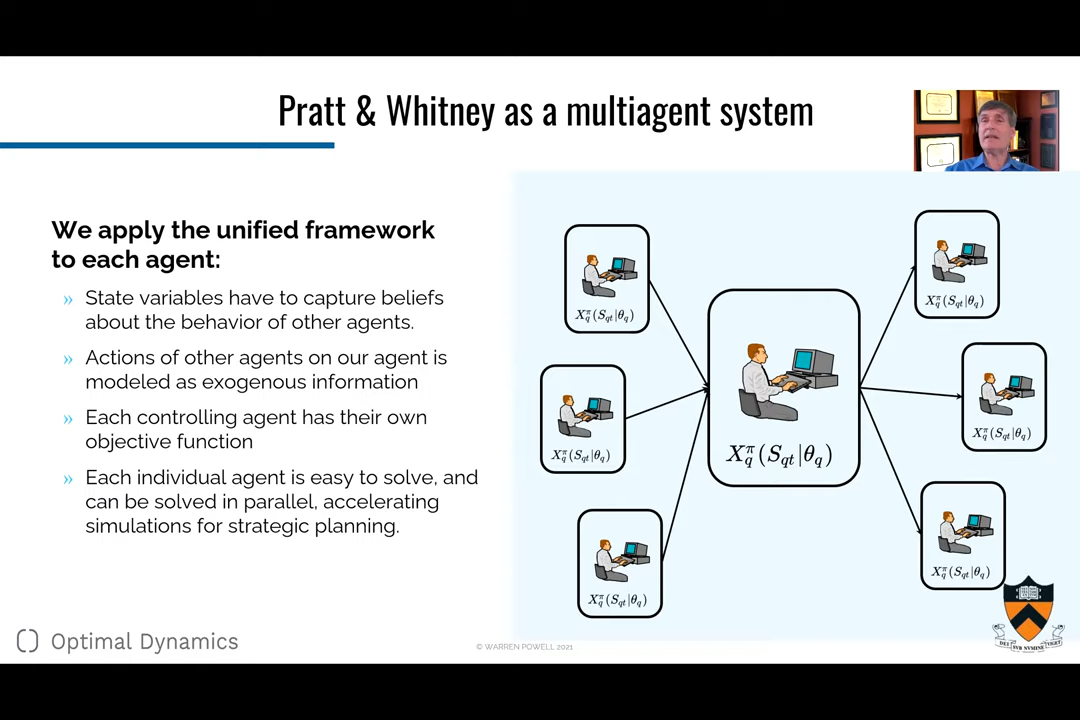 Pratt & Whitney as a multiagent system
We apply the unified framework
to each agent:
» State variables have to capture beliefs
about the behavior of other agents.
» Actions of other agents on our agent is
modeled as exogenous information
» Each controlling agent has their own
objective function
» Each individual agent is easy to solve, and
can be solved in parallel, accelerating
simulations for strategic planning.
X^π_q(S_qt|θ_q)
X^π_q(S_qt|θ_q)
X^π_q(S_qt|θ_q)
X^π_q(S_qt|θ_q)
X^π_q(S_qt|θ_q)
X^π_q(S_qt|θ_q)
X^π_q(S_qt|θ_q)
Optimal Dynamics
© WARREN POWELL 2021